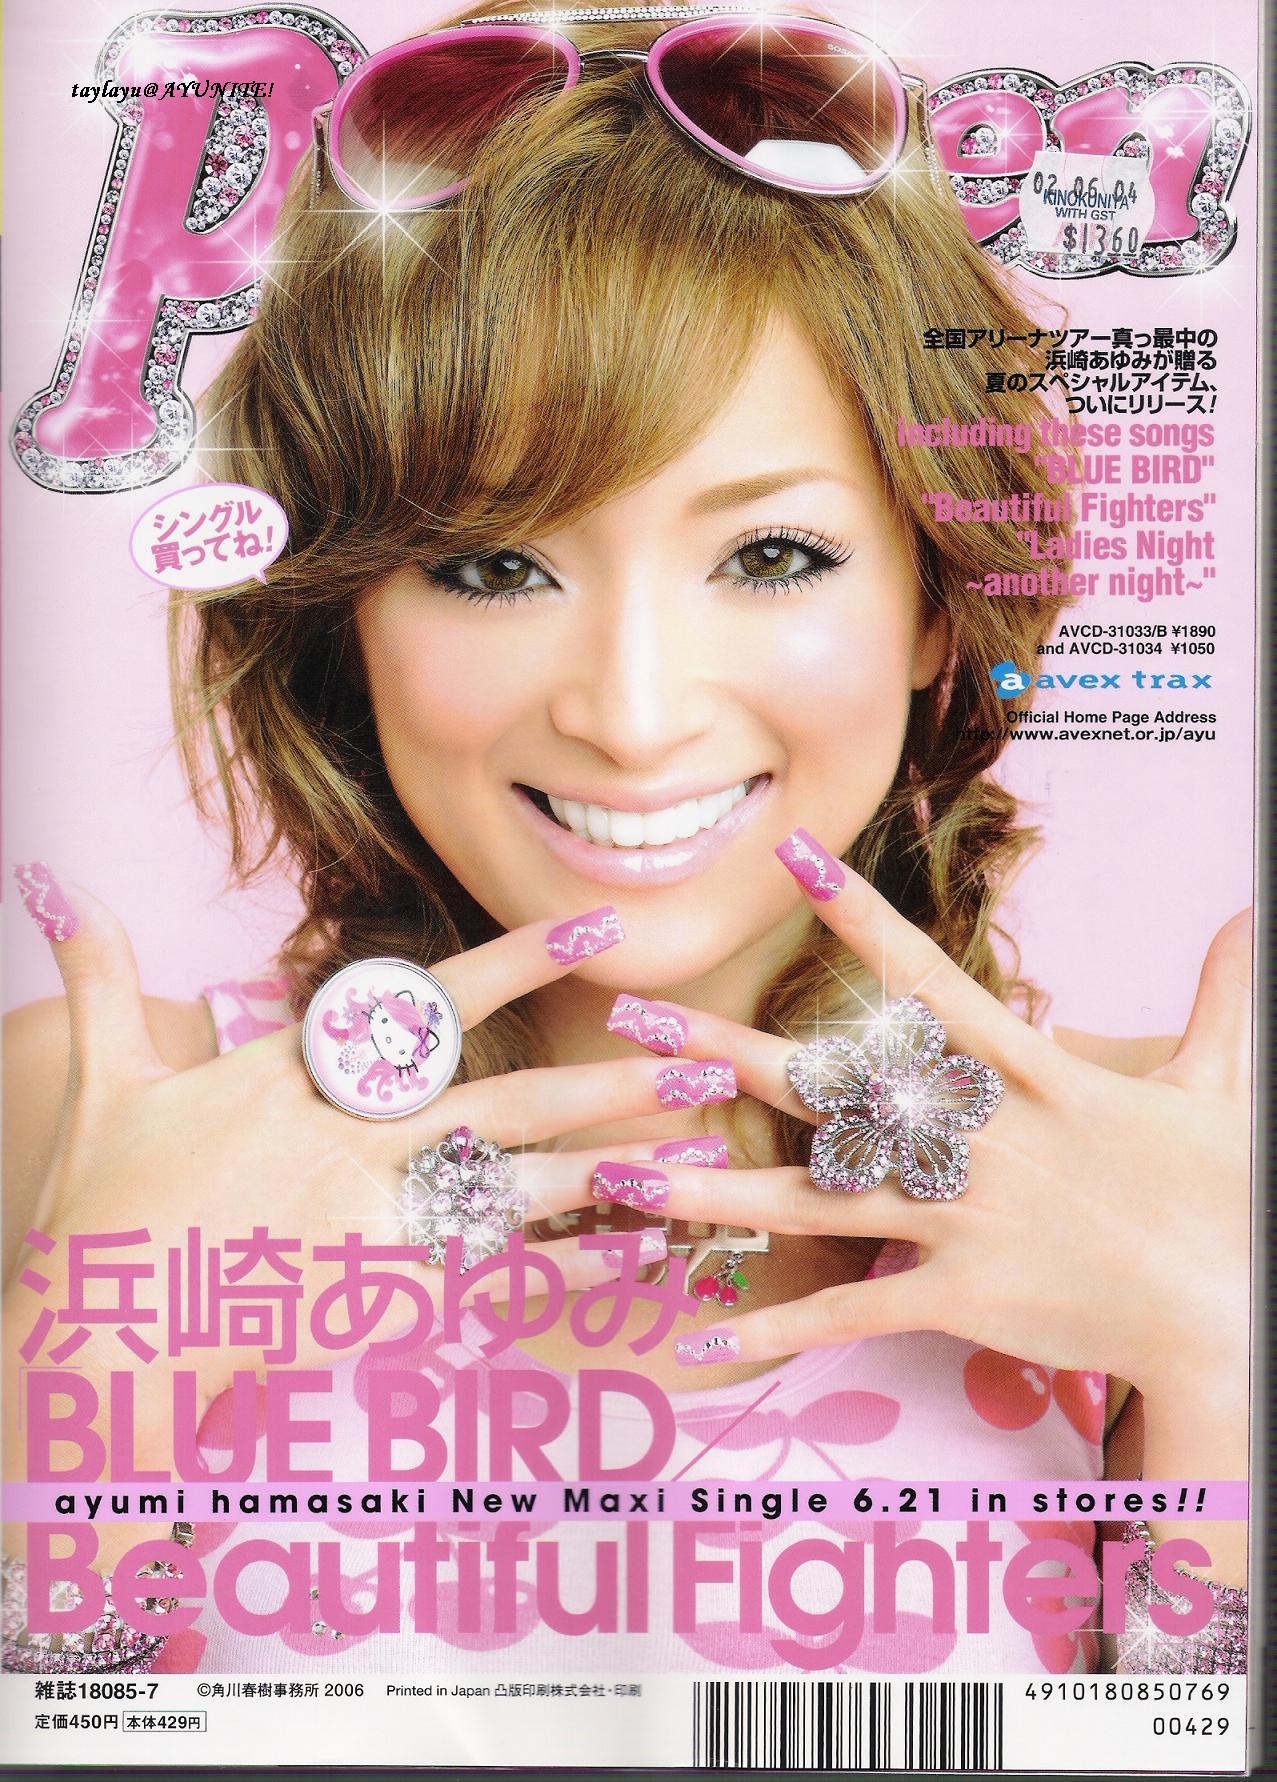 taylayu@AYUNITE!
P
en
02.06.04
KINOKUNIYA
WITH GST
$1360
全国アリーナツアー真っ最中の
浜崎あゆみが贈る
夏のスペシャルアイテム、
ついにリリース!
including these songs
"BLUE BIRD"
"Beautiful Fighters"
"Ladies Night
~another night~"
シングル
買ってね!
AVCD-31033/B ¥1890
and AVCD-31034 ¥1050
a avex trax
Official Home Page Address
http://www.avexnet.or.jp/ayu
浜崎あゆみ
「BLUE BIRD/
ayumi hamasaki New Maxi Single 6.21 in stores!!
Beautiful Fighters
雑誌18085-7 ©角川春樹事務所 2006 Printed in Japan 凸版印刷株式会社・印刷
定価450円 本体429円
4910180850769
00429